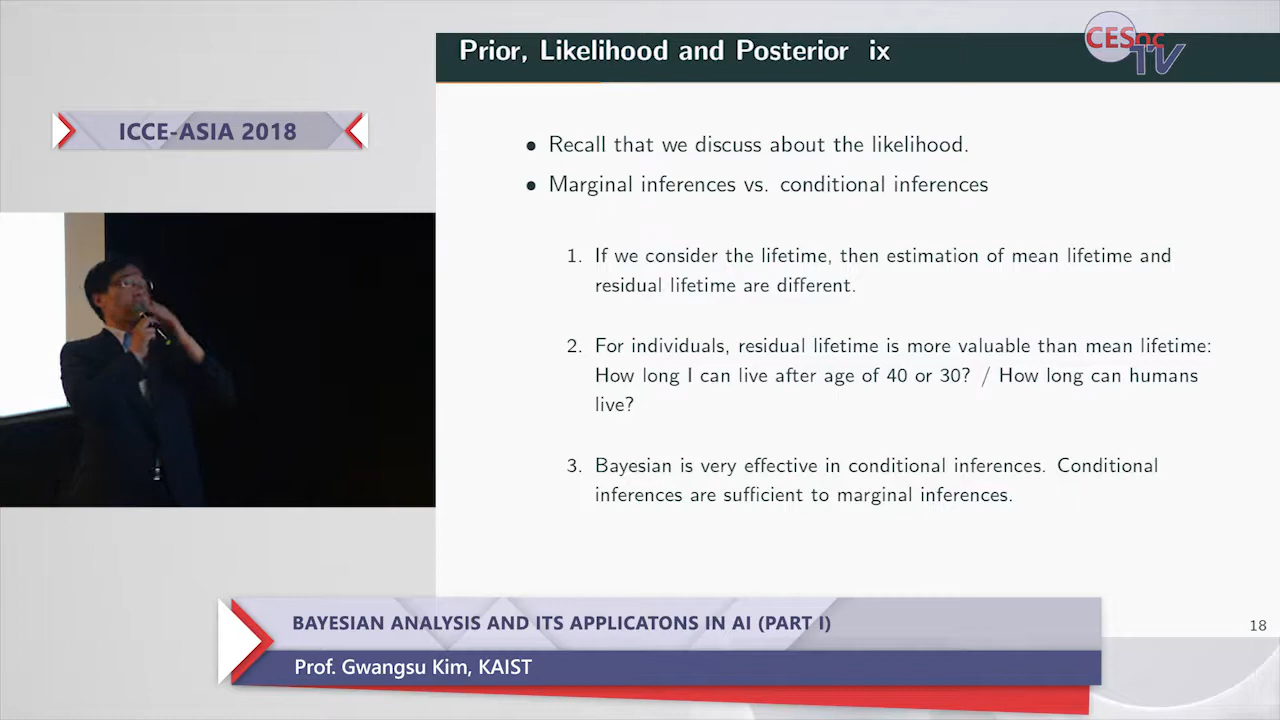 Prior, Likelihood and Posterior ix
CESoc
TV
ICCE-ASIA 2018
• Recall that we discuss about the likelihood.
• Marginal inferences vs. conditional inferences
1. If we consider the lifetime, then estimation of mean lifetime and
residual lifetime are different.
2. For individuals, residual lifetime is more valuable than mean lifetime:
How long I can live after age of 40 or 30? / How long can humans
live?
3. Bayesian is very effective in conditional inferences. Conditional
inferences are sufficient to marginal inferences.
18
BAYESIAN ANALYSIS AND ITS APPLICATONS IN AI (PART I)
Prof. Gwangsu Kim, KAIST